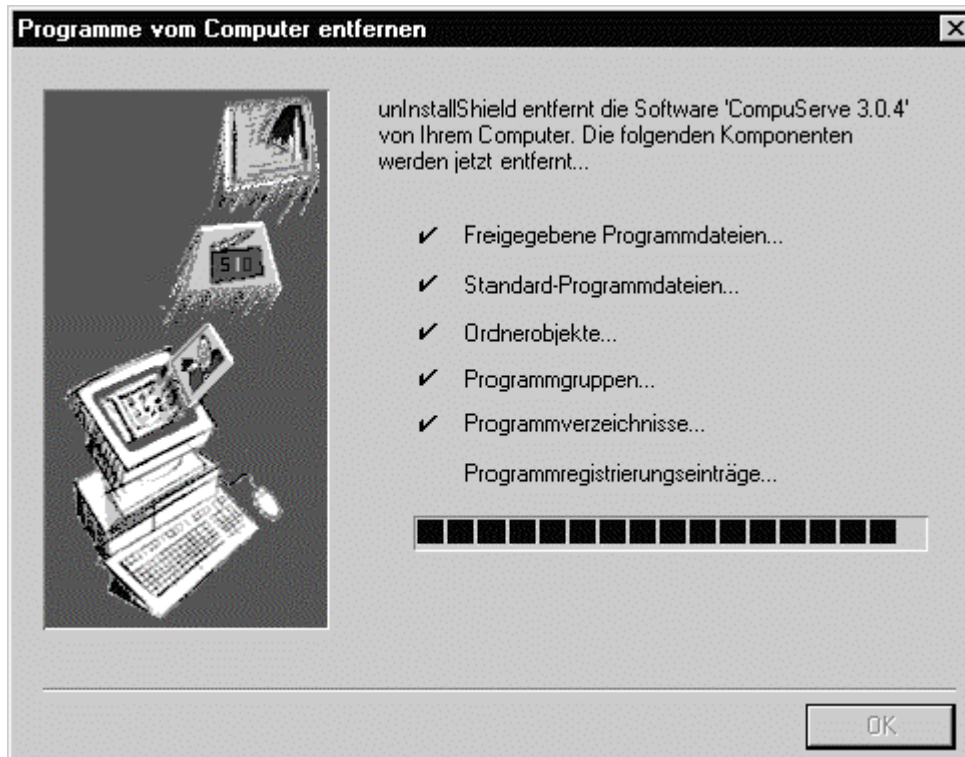 Programme vom Computer entfernen
unInstallShield entfernt die Software 'CompuServe 3.0.4'
von Ihrem Computer. Die folgenden Komponenten
werden jetzt entfernt...
Freigegebene Programmdateien...
Standard-Programmdateien...
Ordnerobjekte...
Programmgruppen...
Programmverzeichnisse...
Programmregistrierungseinträge...
OK